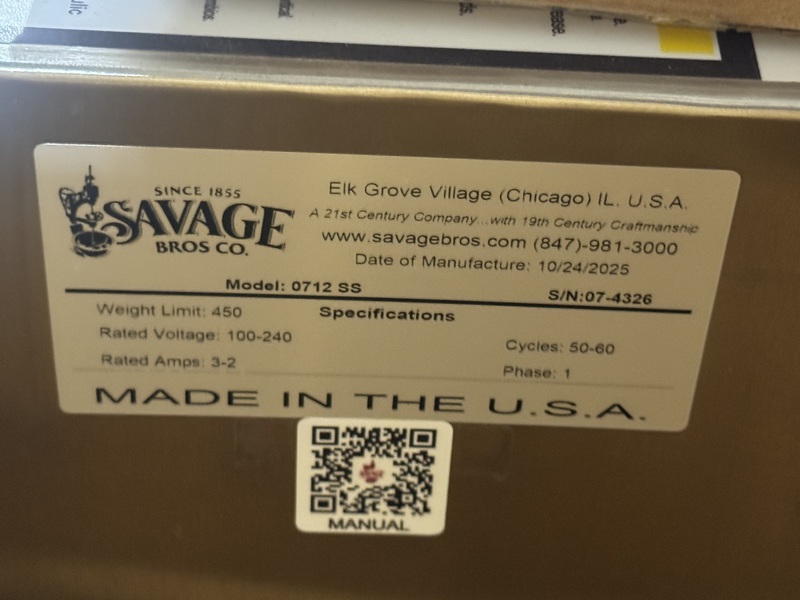 SINCE 1855
SAVAGE
BROS CO.
Elk Grove Village (Chicago) IL. U.S.A.
A 21st Century Company...with 19th Century Craftmanship
www.savagebros.com (847)-981-3000
Date of Manufacture: 10/24/2025
Model: 0712 SS
S/N:07-4326
Specifications
Weight Limit: 450
Rated Voltage: 100-240
Rated Amps: 3-2
Cycles: 50-60
Phase: 1
MADE IN THE U.S.A.
MANUAL